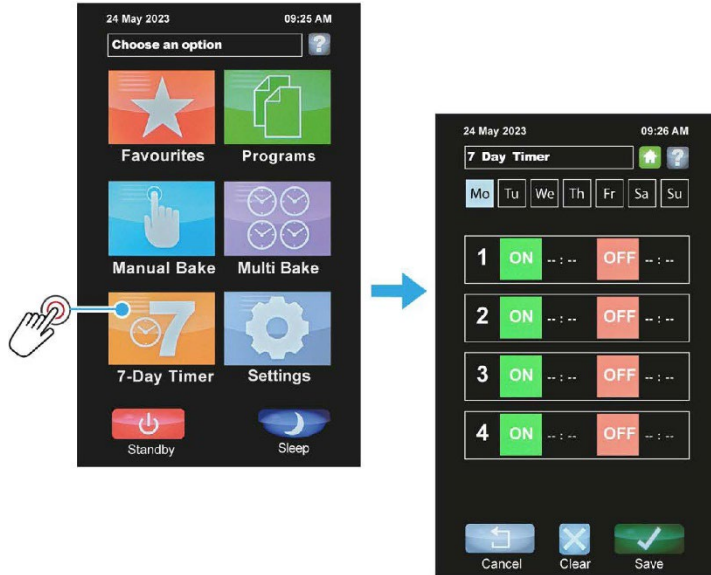 24 May 2023 09:25 AM
Choose an option ?
Favourites Programs
Manual Bake Multi Bake
7
7-Day Timer Settings
Standby Sleep
24 May 2023 09:26 AM
7 Day Timer ?
Mo Tu We Th Fr Sa Su
1 ON --:-- OFF --:--
2 ON --:-- OFF --:--
3 ON --:-- OFF --:--
4 ON --:-- OFF --:--
Cancel Clear Save